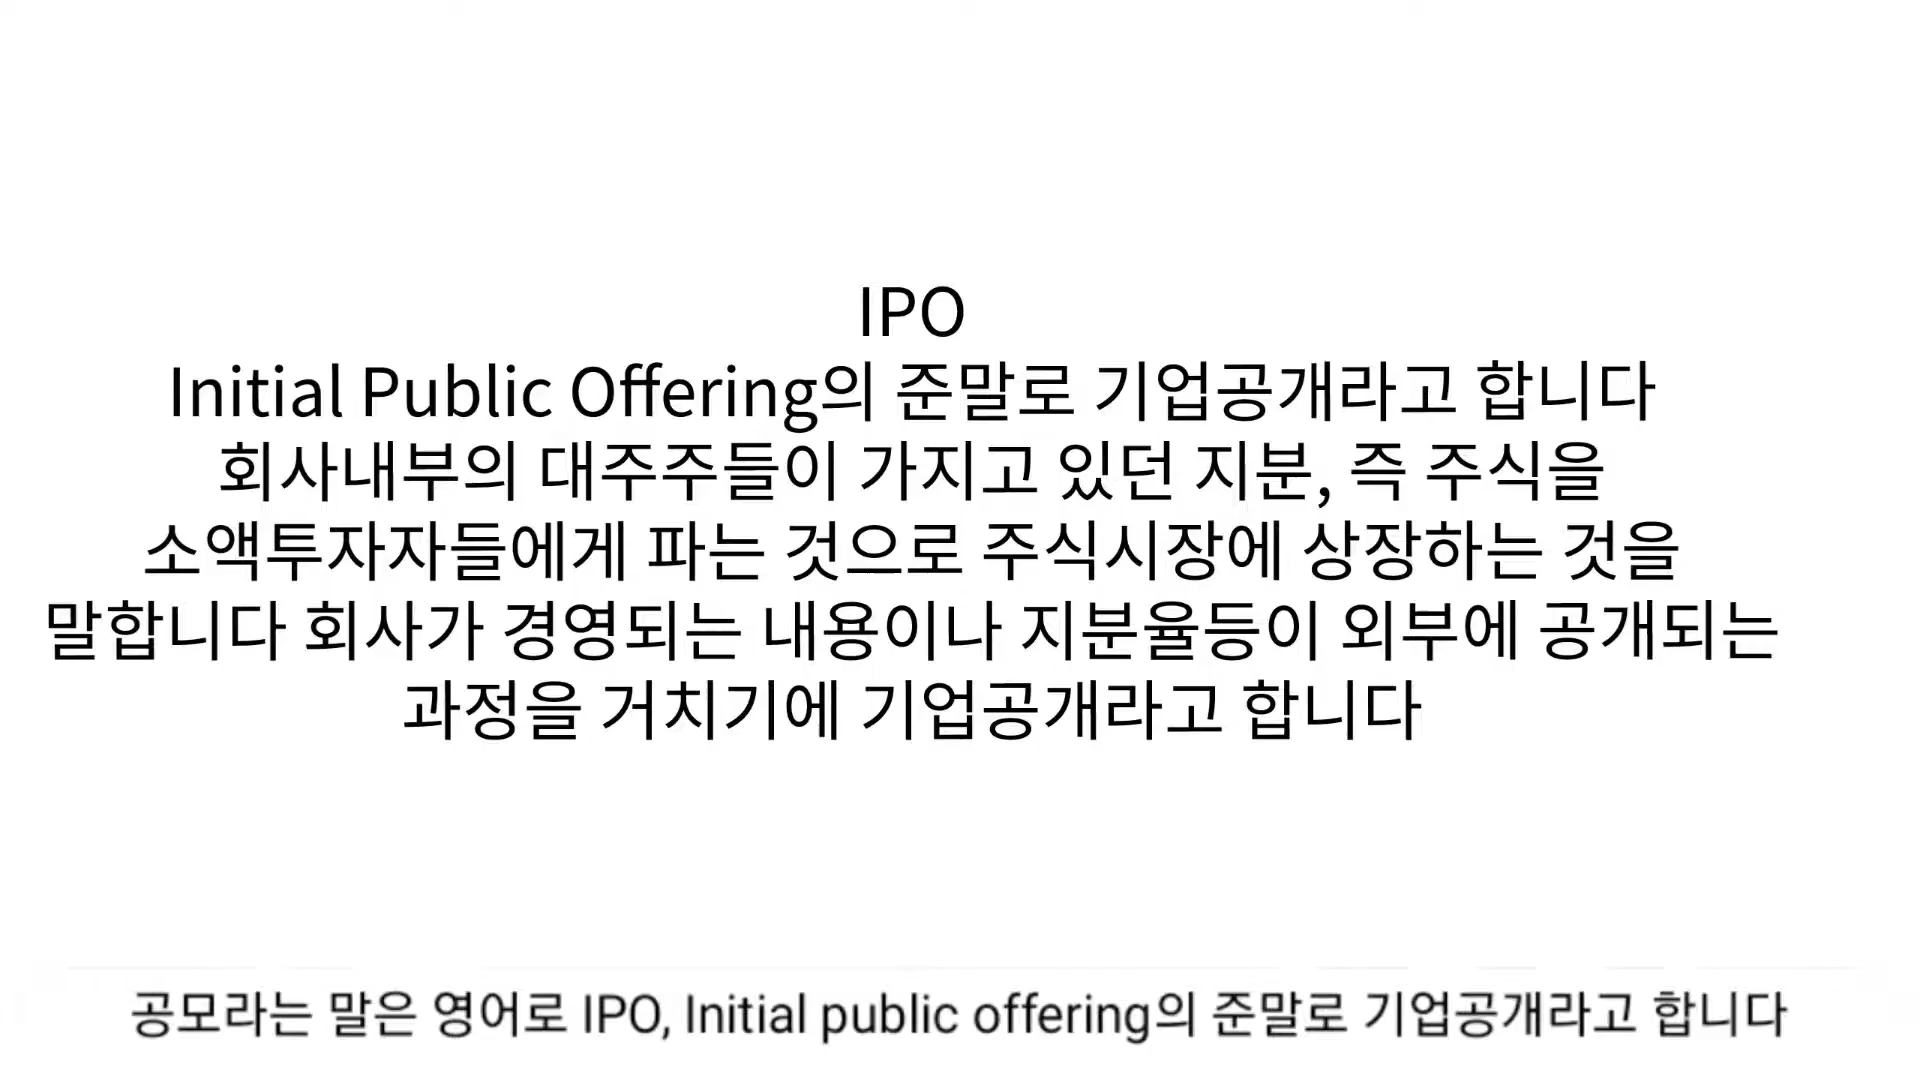 IPO
Initial Public Offering의 준말로 기업공개라고 합니다
회사내부의 대주주들이 가지고 있던 지분, 즉 주식을
소액투자자들에게 파는 것으로 주식시장에 상장하는 것을
말합니다 회사가 경영되는 내용이나 지분율등이 외부에 공개되는
과정을 거치기에 기업공개라고 합니다
공모라는 말은 영어로 IPO, Initial public offering의 준말로 기업공개라고 합니다